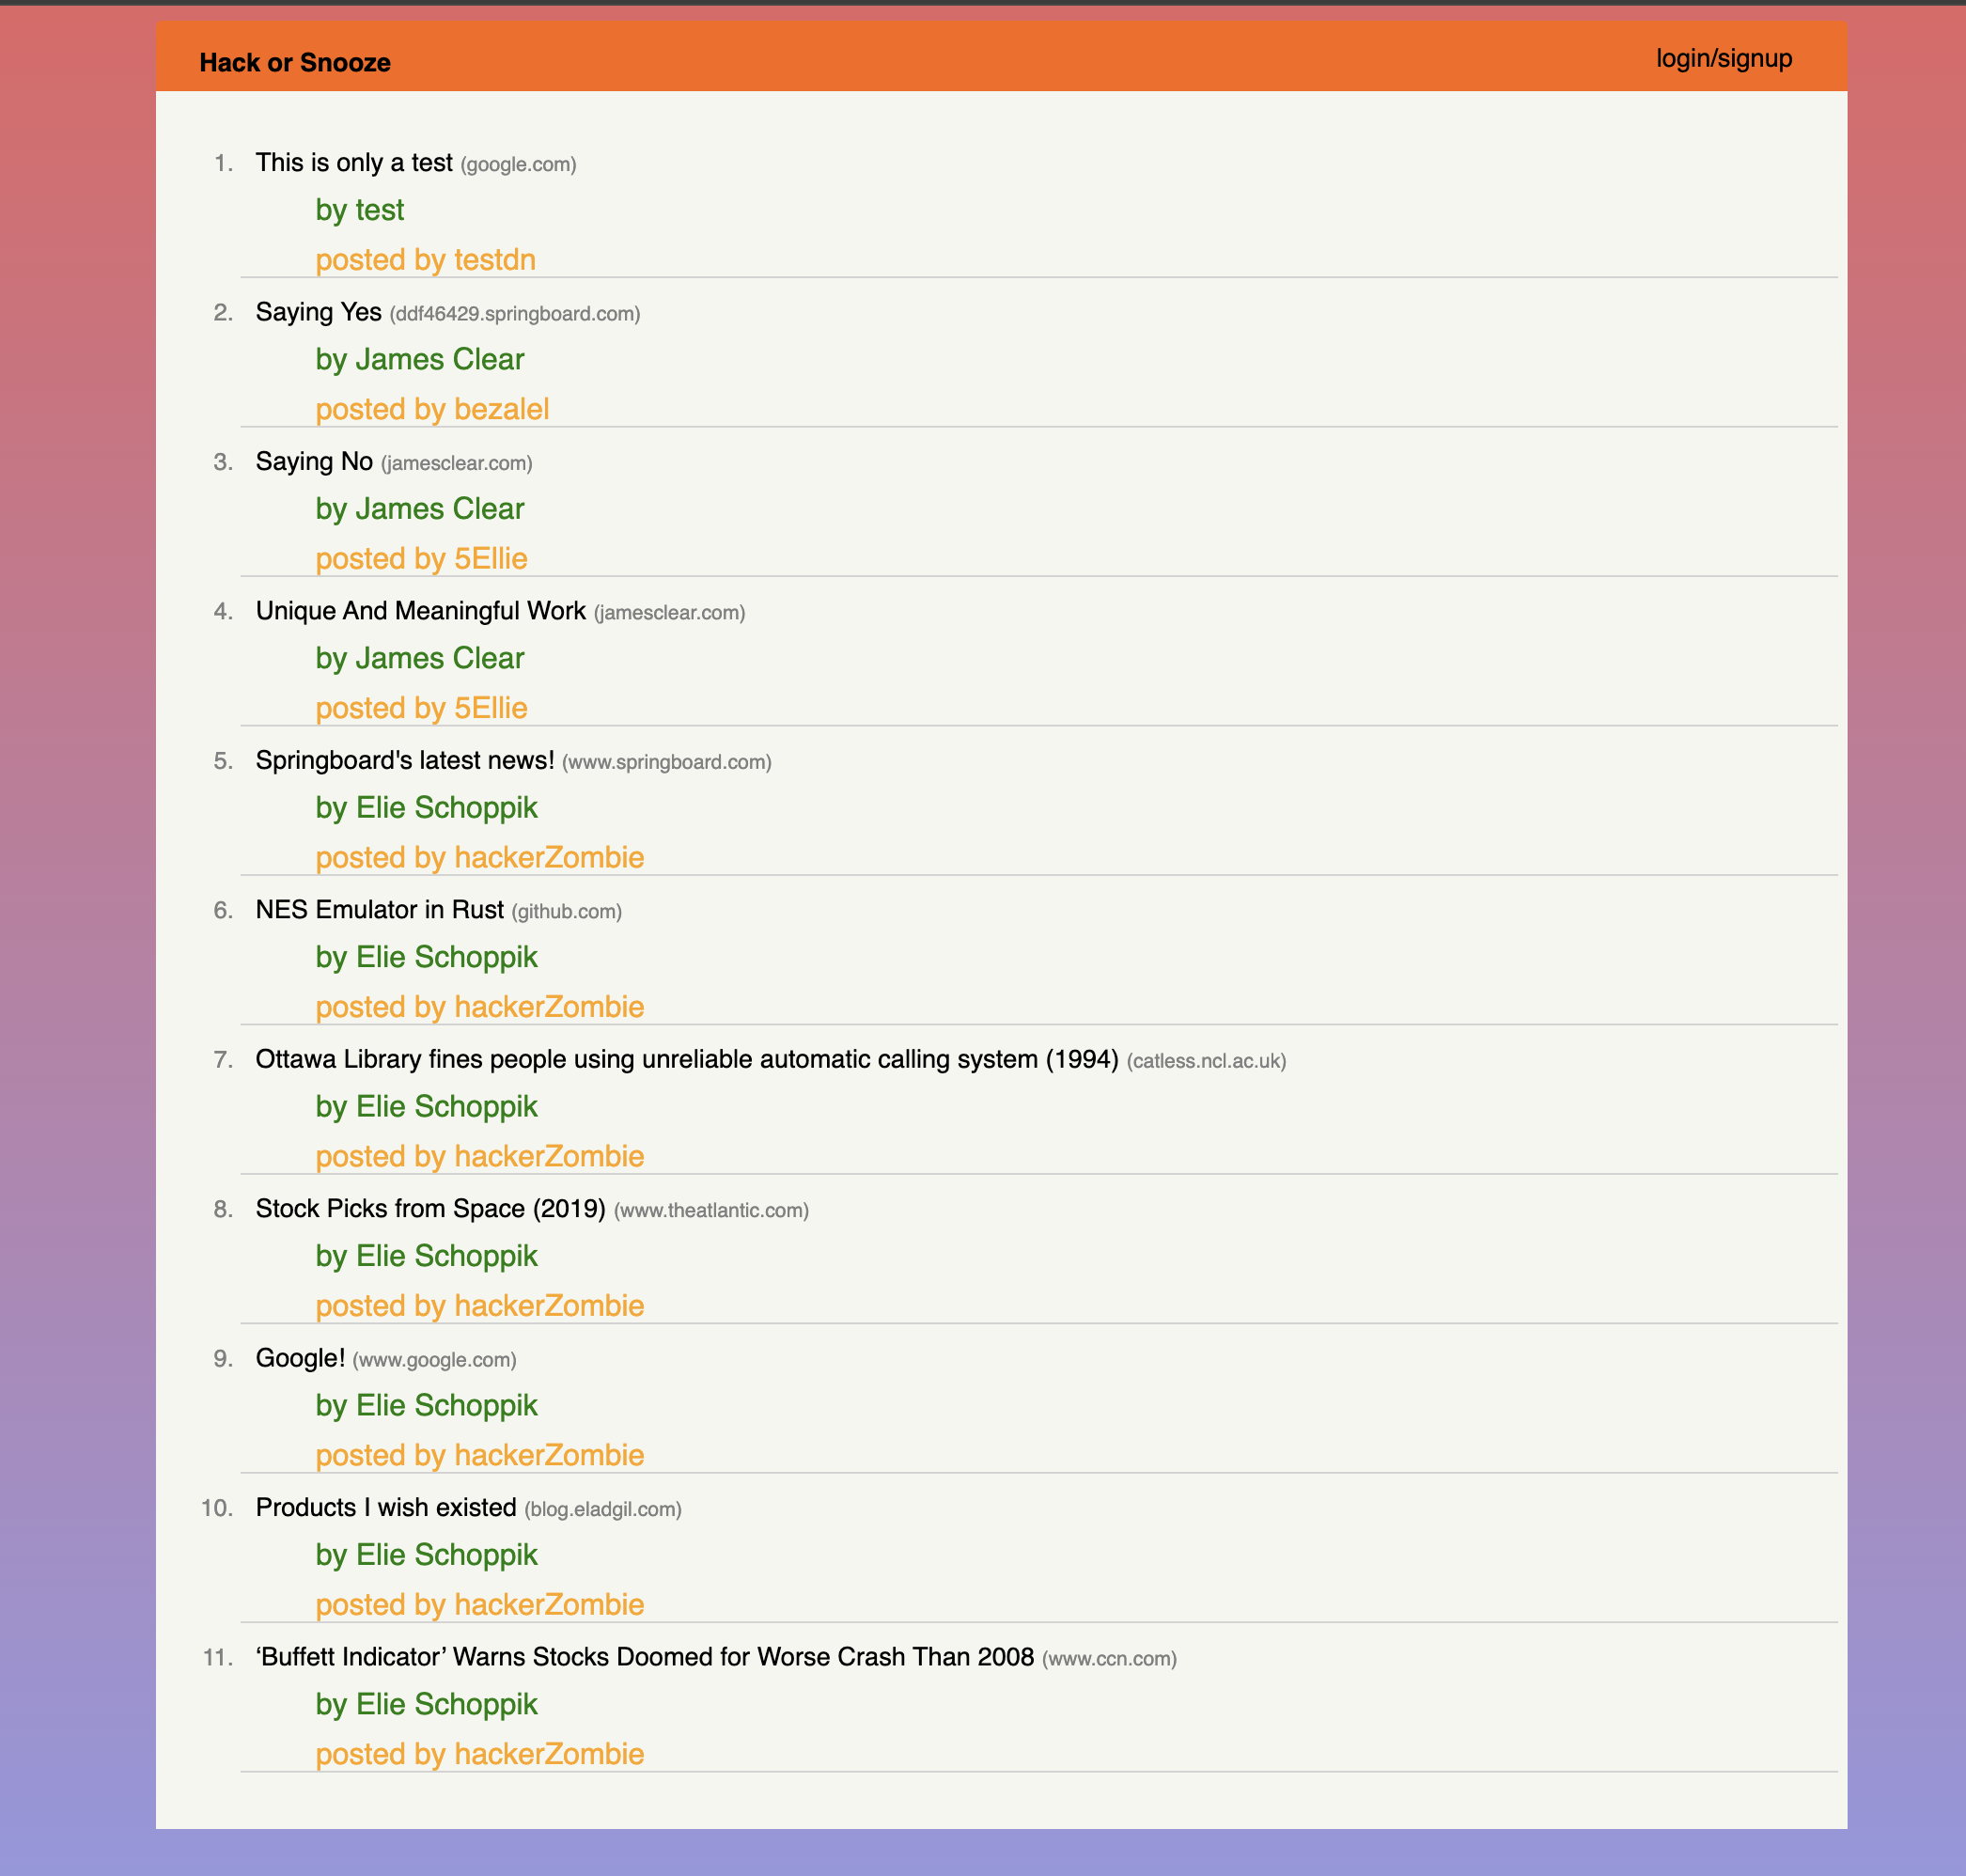 Hack or Snooze
login/signup
1. This is only a test (google.com)
by test
posted by testdn
2. Saying Yes (ddf46429.springboard.com)
by James Clear
posted by bezalel
3. Saying No (jamesclear.com)
by James Clear
posted by 5Ellie
4. Unique And Meaningful Work (jamesclear.com)
by James Clear
posted by 5Ellie
5. Springboard's latest news! (www.springboard.com)
by Elie Schoppik
posted by hackerZombie
6. NES Emulator in Rust (github.com)
by Elie Schoppik
posted by hackerZombie
7. Ottawa Library fines people using unreliable automatic calling system (1994) (catless.ncl.ac.uk)
by Elie Schoppik
posted by hackerZombie
8. Stock Picks from Space (2019) (www.theatlantic.com)
by Elie Schoppik
posted by hackerZombie
9. Google! (www.google.com)
by Elie Schoppik
posted by hackerZombie
10. Products I wish existed (blog.eladgil.com)
by Elie Schoppik
posted by hackerZombie
11. ‘Buffett Indicator’ Warns Stocks Doomed for Worse Crash Than 2008 (www.ccn.com)
by Elie Schoppik
posted by hackerZombie